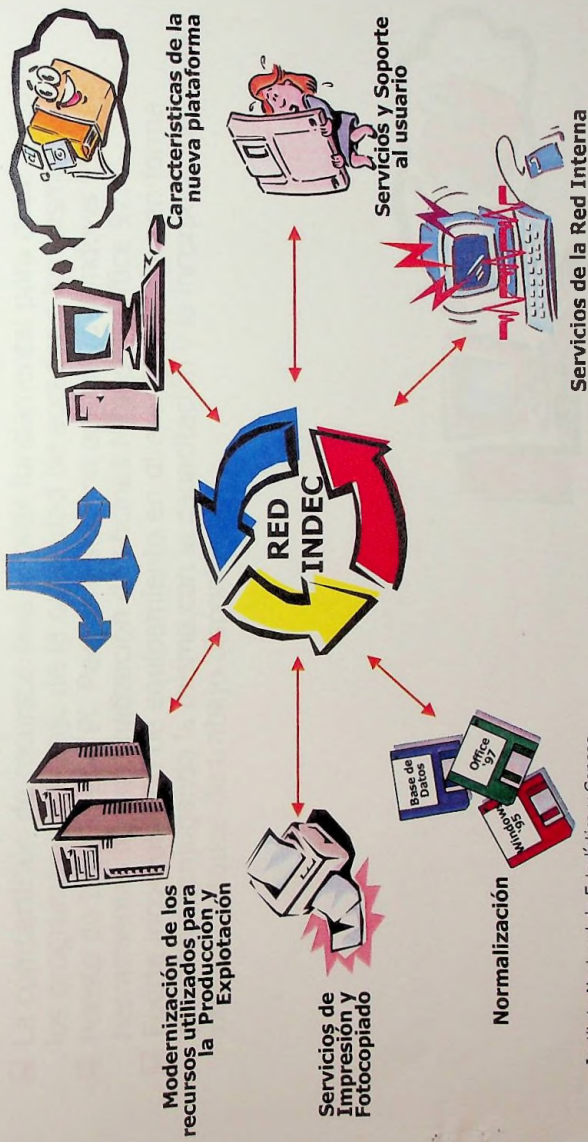 Características de la
nueva plataforma
Modernización de los
recursos utilizados para
la Producción y
Explotación
RED
INDEC
Servicios y Soporte
al usuario
Servicios de
Impresión y
Fotocopiado
Servicios de la Red Interna
Normalización
Base de
Datos
Office
'97
Window
'95